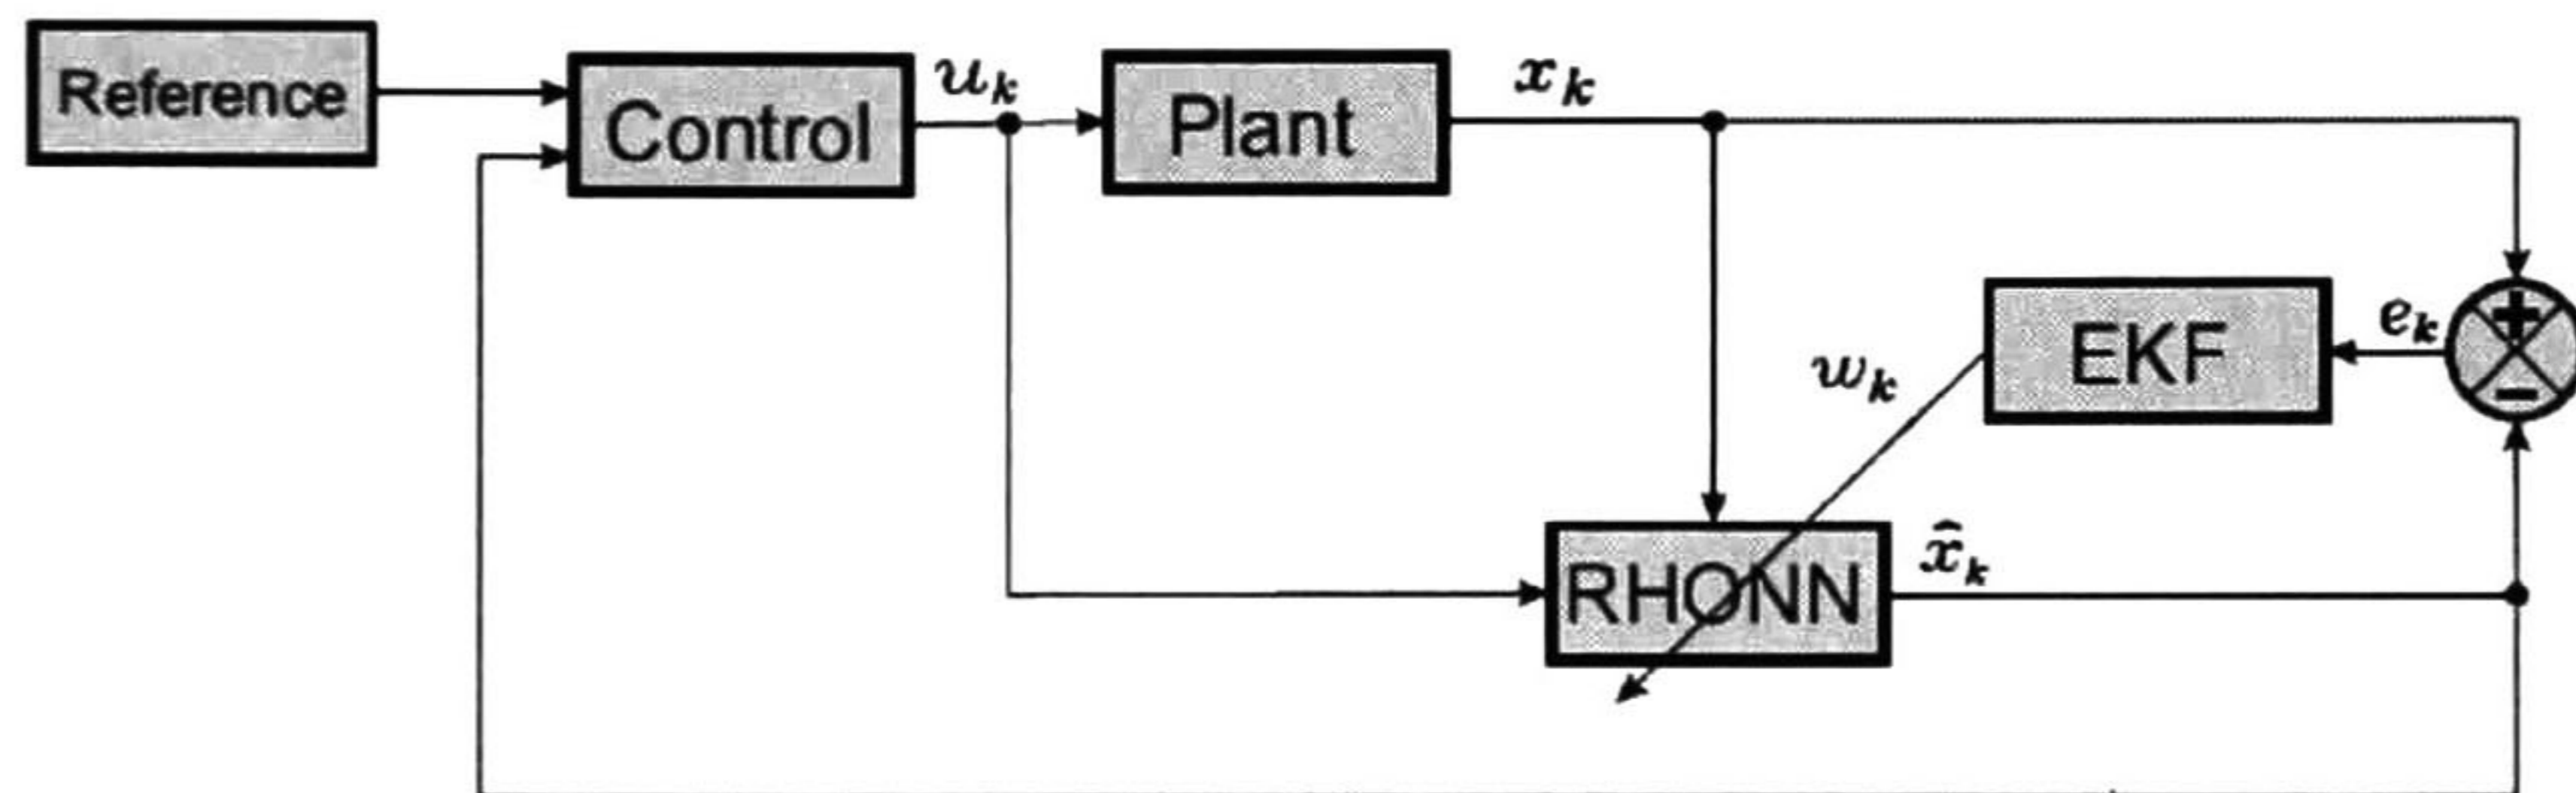 Reference
Control
u_k
Plant
x_k
EKF
e_k
+
−
w_k
RHONN
x̂_k